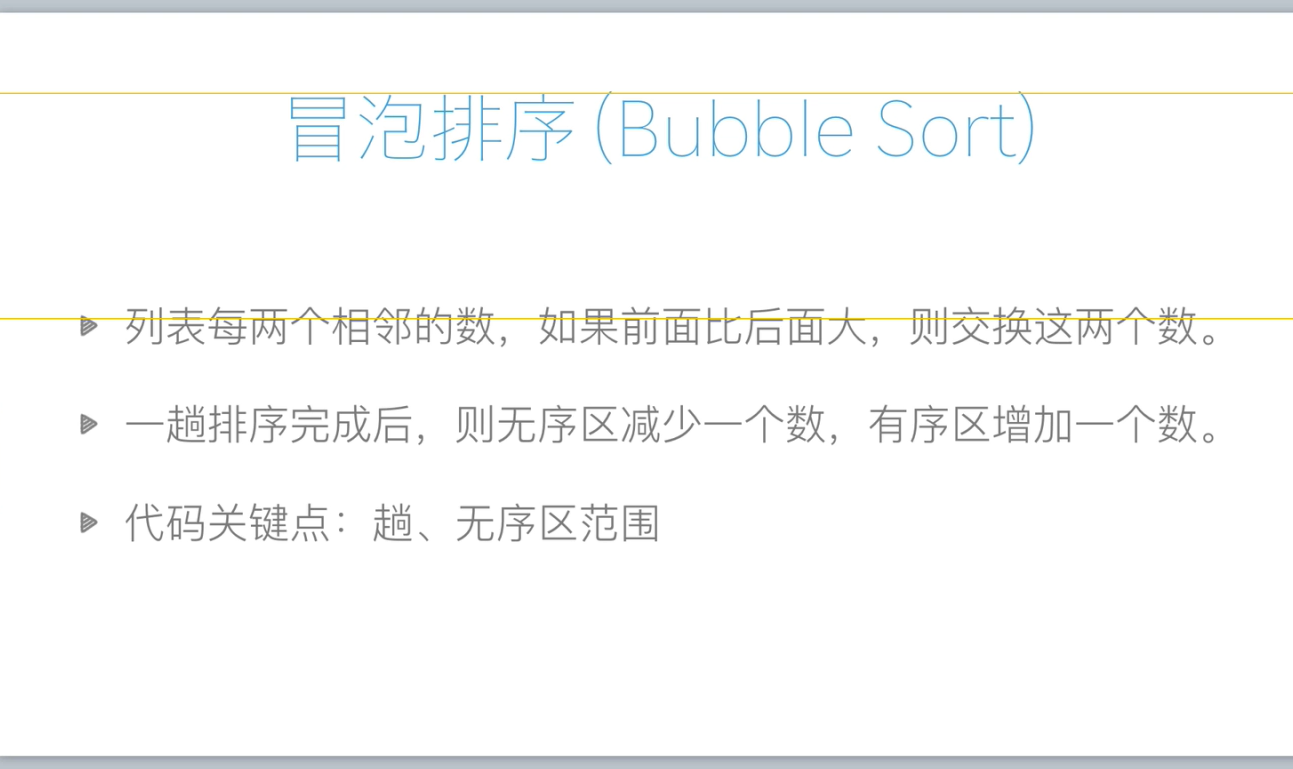 冒泡排序 (Bubble Sort)
列表每两个相邻的数，如果前面比后面大，则交换这两个数。
一趟排序完成后，则无序区减少一个数，有序区增加一个数。
代码关键点：趟、无序区范围